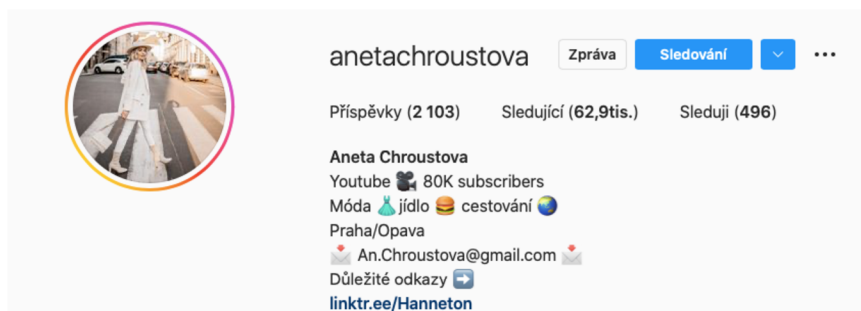 anetachroustova Zpráva Sledování
Příspěvky (2 103) Sledující (62,9tis.) Sleduji (496)
Aneta Chroustova
Youtube 🎥 80K subscribers
Móda 👗 jídlo 🍔 cestování 🌏
Praha/Opava
📩 An.Chroustova@gmail.com 📩
Důležité odkazy ➡️
linktr.ee/Hanneton